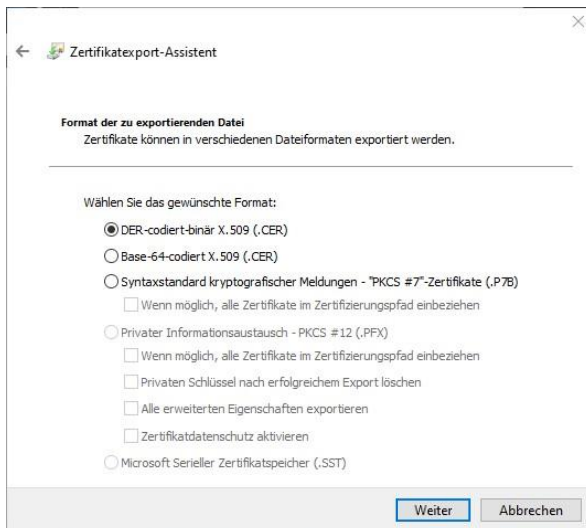 Zertifikatexport-Assistent
Format der zu exportierenden Datei
Zertifikate können in verschiedenen Dateiformaten exportiert werden.
Wählen Sie das gewünschte Format:
DER-codiert-binär X.509 (.CER)
Base-64-codiert X.509 (.CER)
Syntaxstandard kryptografischer Meldungen - "PKCS #7"-Zertifikate (.P7B)
Wenn möglich, alle Zertifikate im Zertifizierungspfad einbeziehen
Privater Informationsaustausch - PKCS #12 (.PFX)
Wenn möglich, alle Zertifikate im Zertifizierungspfad einbeziehen
Privaten Schlüssel nach erfolgreichem Export löschen
Alle erweiterten Eigenschaften exportieren
Zertifikatdatenschutz aktivieren
Microsoft Serieller Zertifikatspeicher (.SST)
Weiter Abbrechen